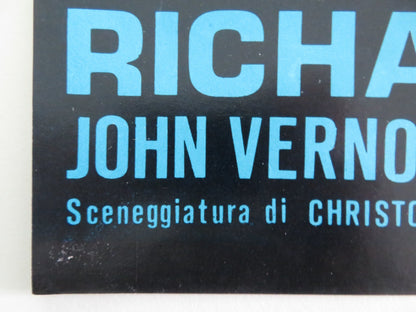 RICHA
JOHN VERNO
Sceneggiatura di CHRISTO